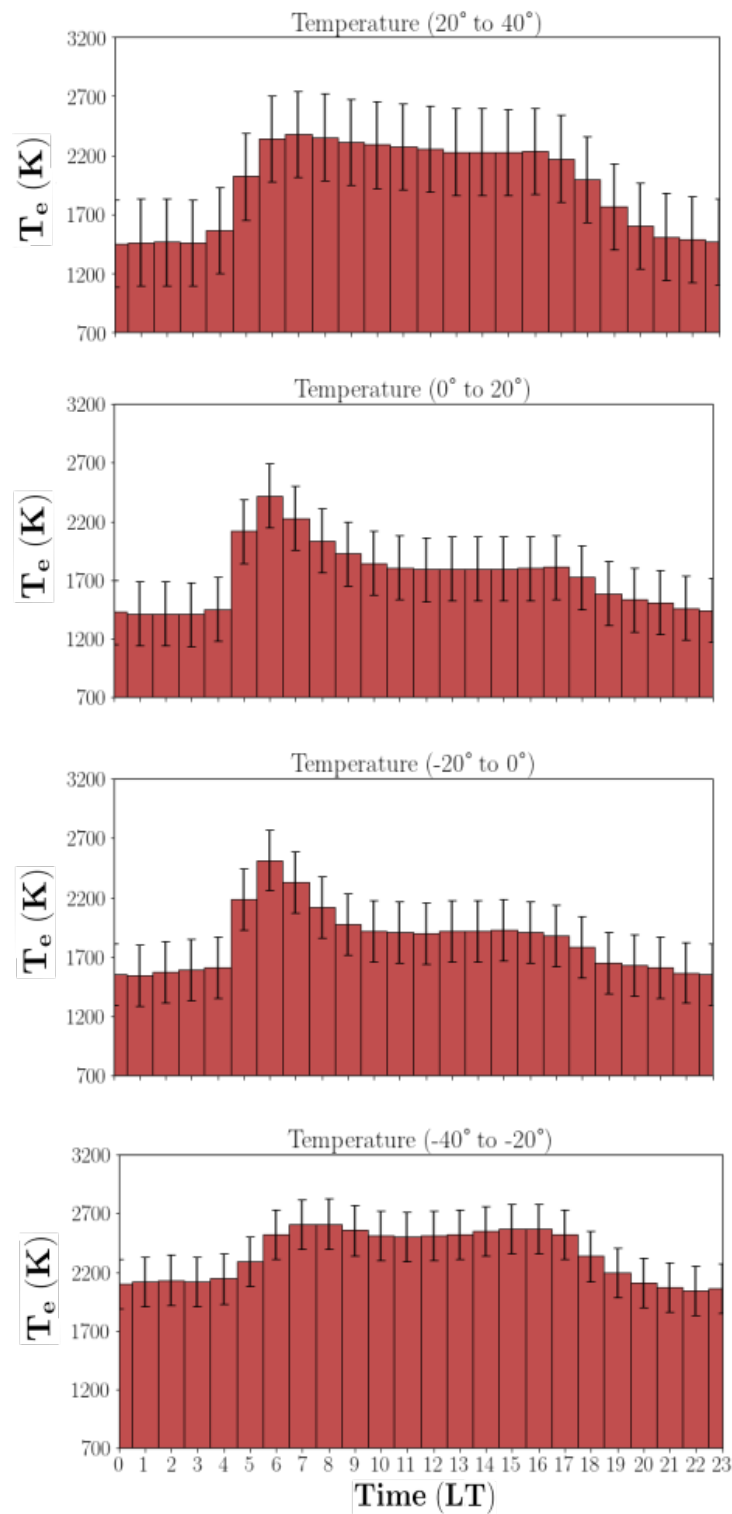 Temperature (20° to 40°)
3200
2700
2200
1700
1200
700
Te (K)
Temperature (0° to 20°)
3200
2700
2200
1700
1200
700
Te (K)
Temperature (-20° to 0°)
3200
2700
2200
1700
1200
700
Te (K)
Temperature (-40° to -20°)
3200
2700
2200
1700
1200
700
Te (K)
0 1 2 3 4 5 6 7 8 9 10 11 12 13 14 15 16 17 18 19 20 21 22 23
Time (LT)